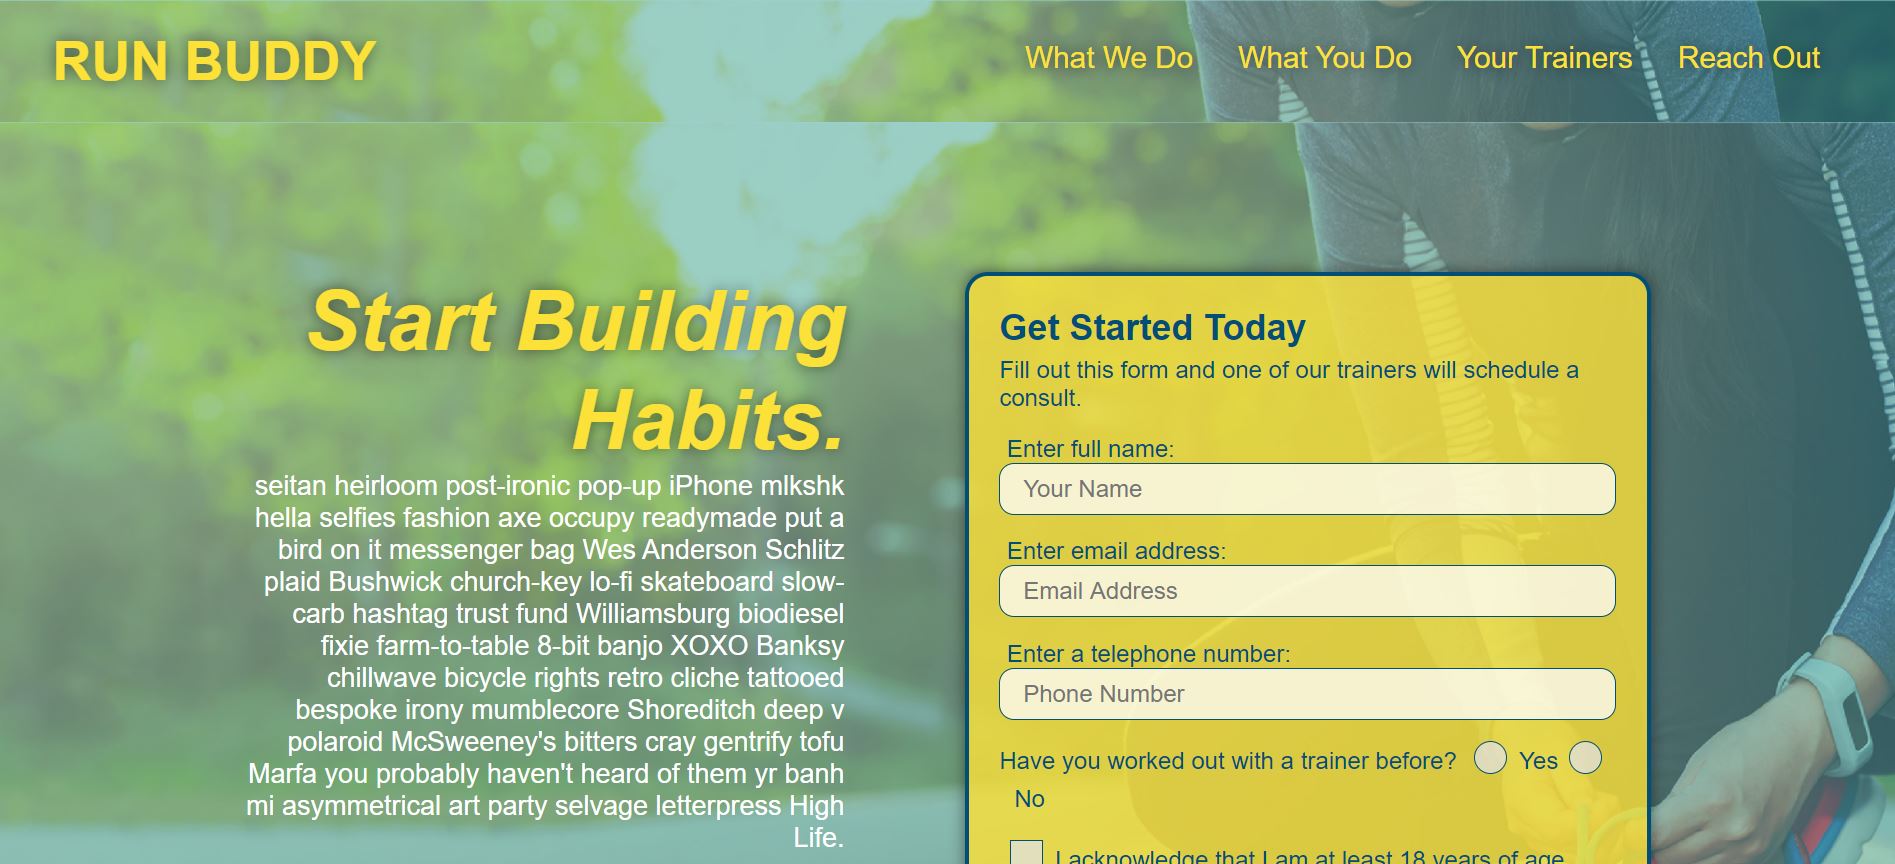 RUN BUDDY
What We Do What You Do Your Trainers Reach Out
Start Building
Habits.
seitan heirloom post-ironic pop-up iPhone mlkshk
hella selfies fashion axe occupy readymade put a
bird on it messenger bag Wes Anderson Schlitz
plaid Bushwick church-key lo-fi skateboard slow-
carb hashtag trust fund Williamsburg biodiesel
fixie farm-to-table 8-bit banjo XOXO Banksy
chillwave bicycle rights retro cliche tattooed
bespoke irony mumblecore Shoreditch deep v
polaroid McSweeney's bitters cray gentrify tofu
Marfa you probably haven't heard of them yr banh
mi asymmetrical art party selvage letterpress High
Life.
Get Started Today
Fill out this form and one of our trainers will schedule a
consult.
Enter full name:
Your Name
Enter email address:
Email Address
Enter a telephone number:
Phone Number
Have you worked out with a trainer before? Yes
No
I acknowledge that I am at least 18 years of age